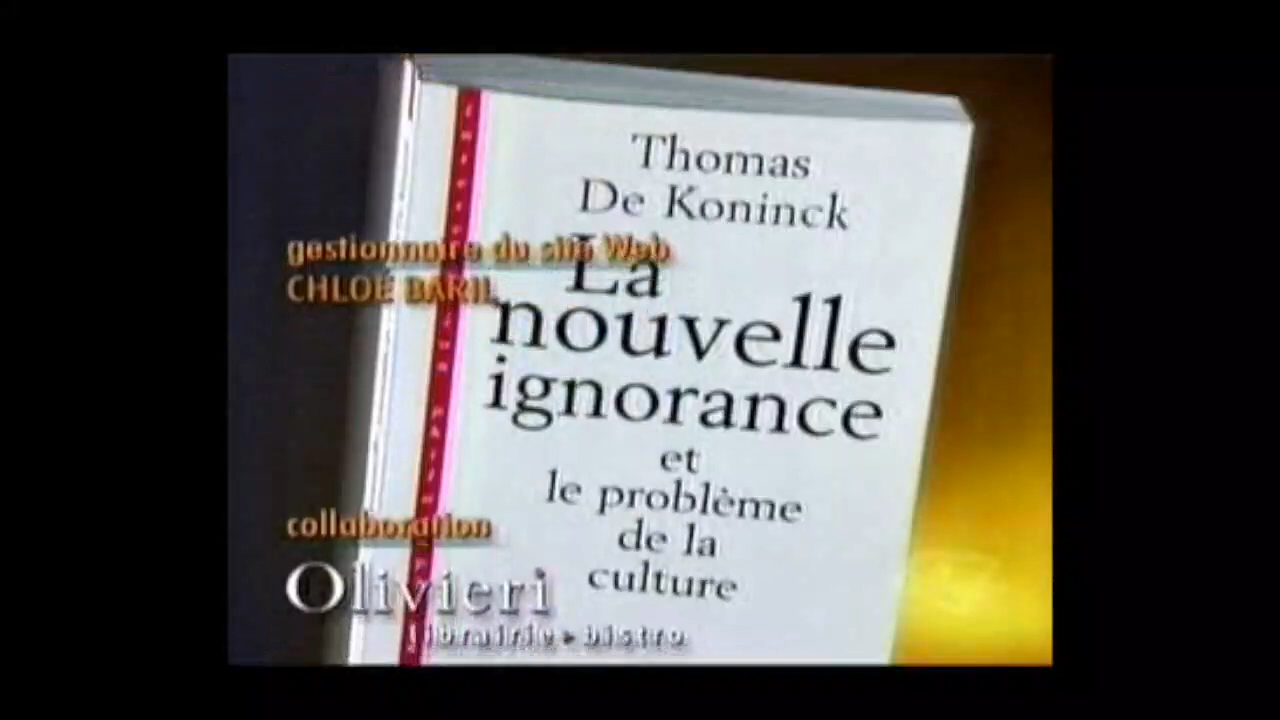 Thomas
De Koninck
La
nouvelle
ignorance
et
le problème
de la
culture
gestionnaire du site Web
CHLOÉ BARIL
collaboration
Olivieri
librairie • bistro